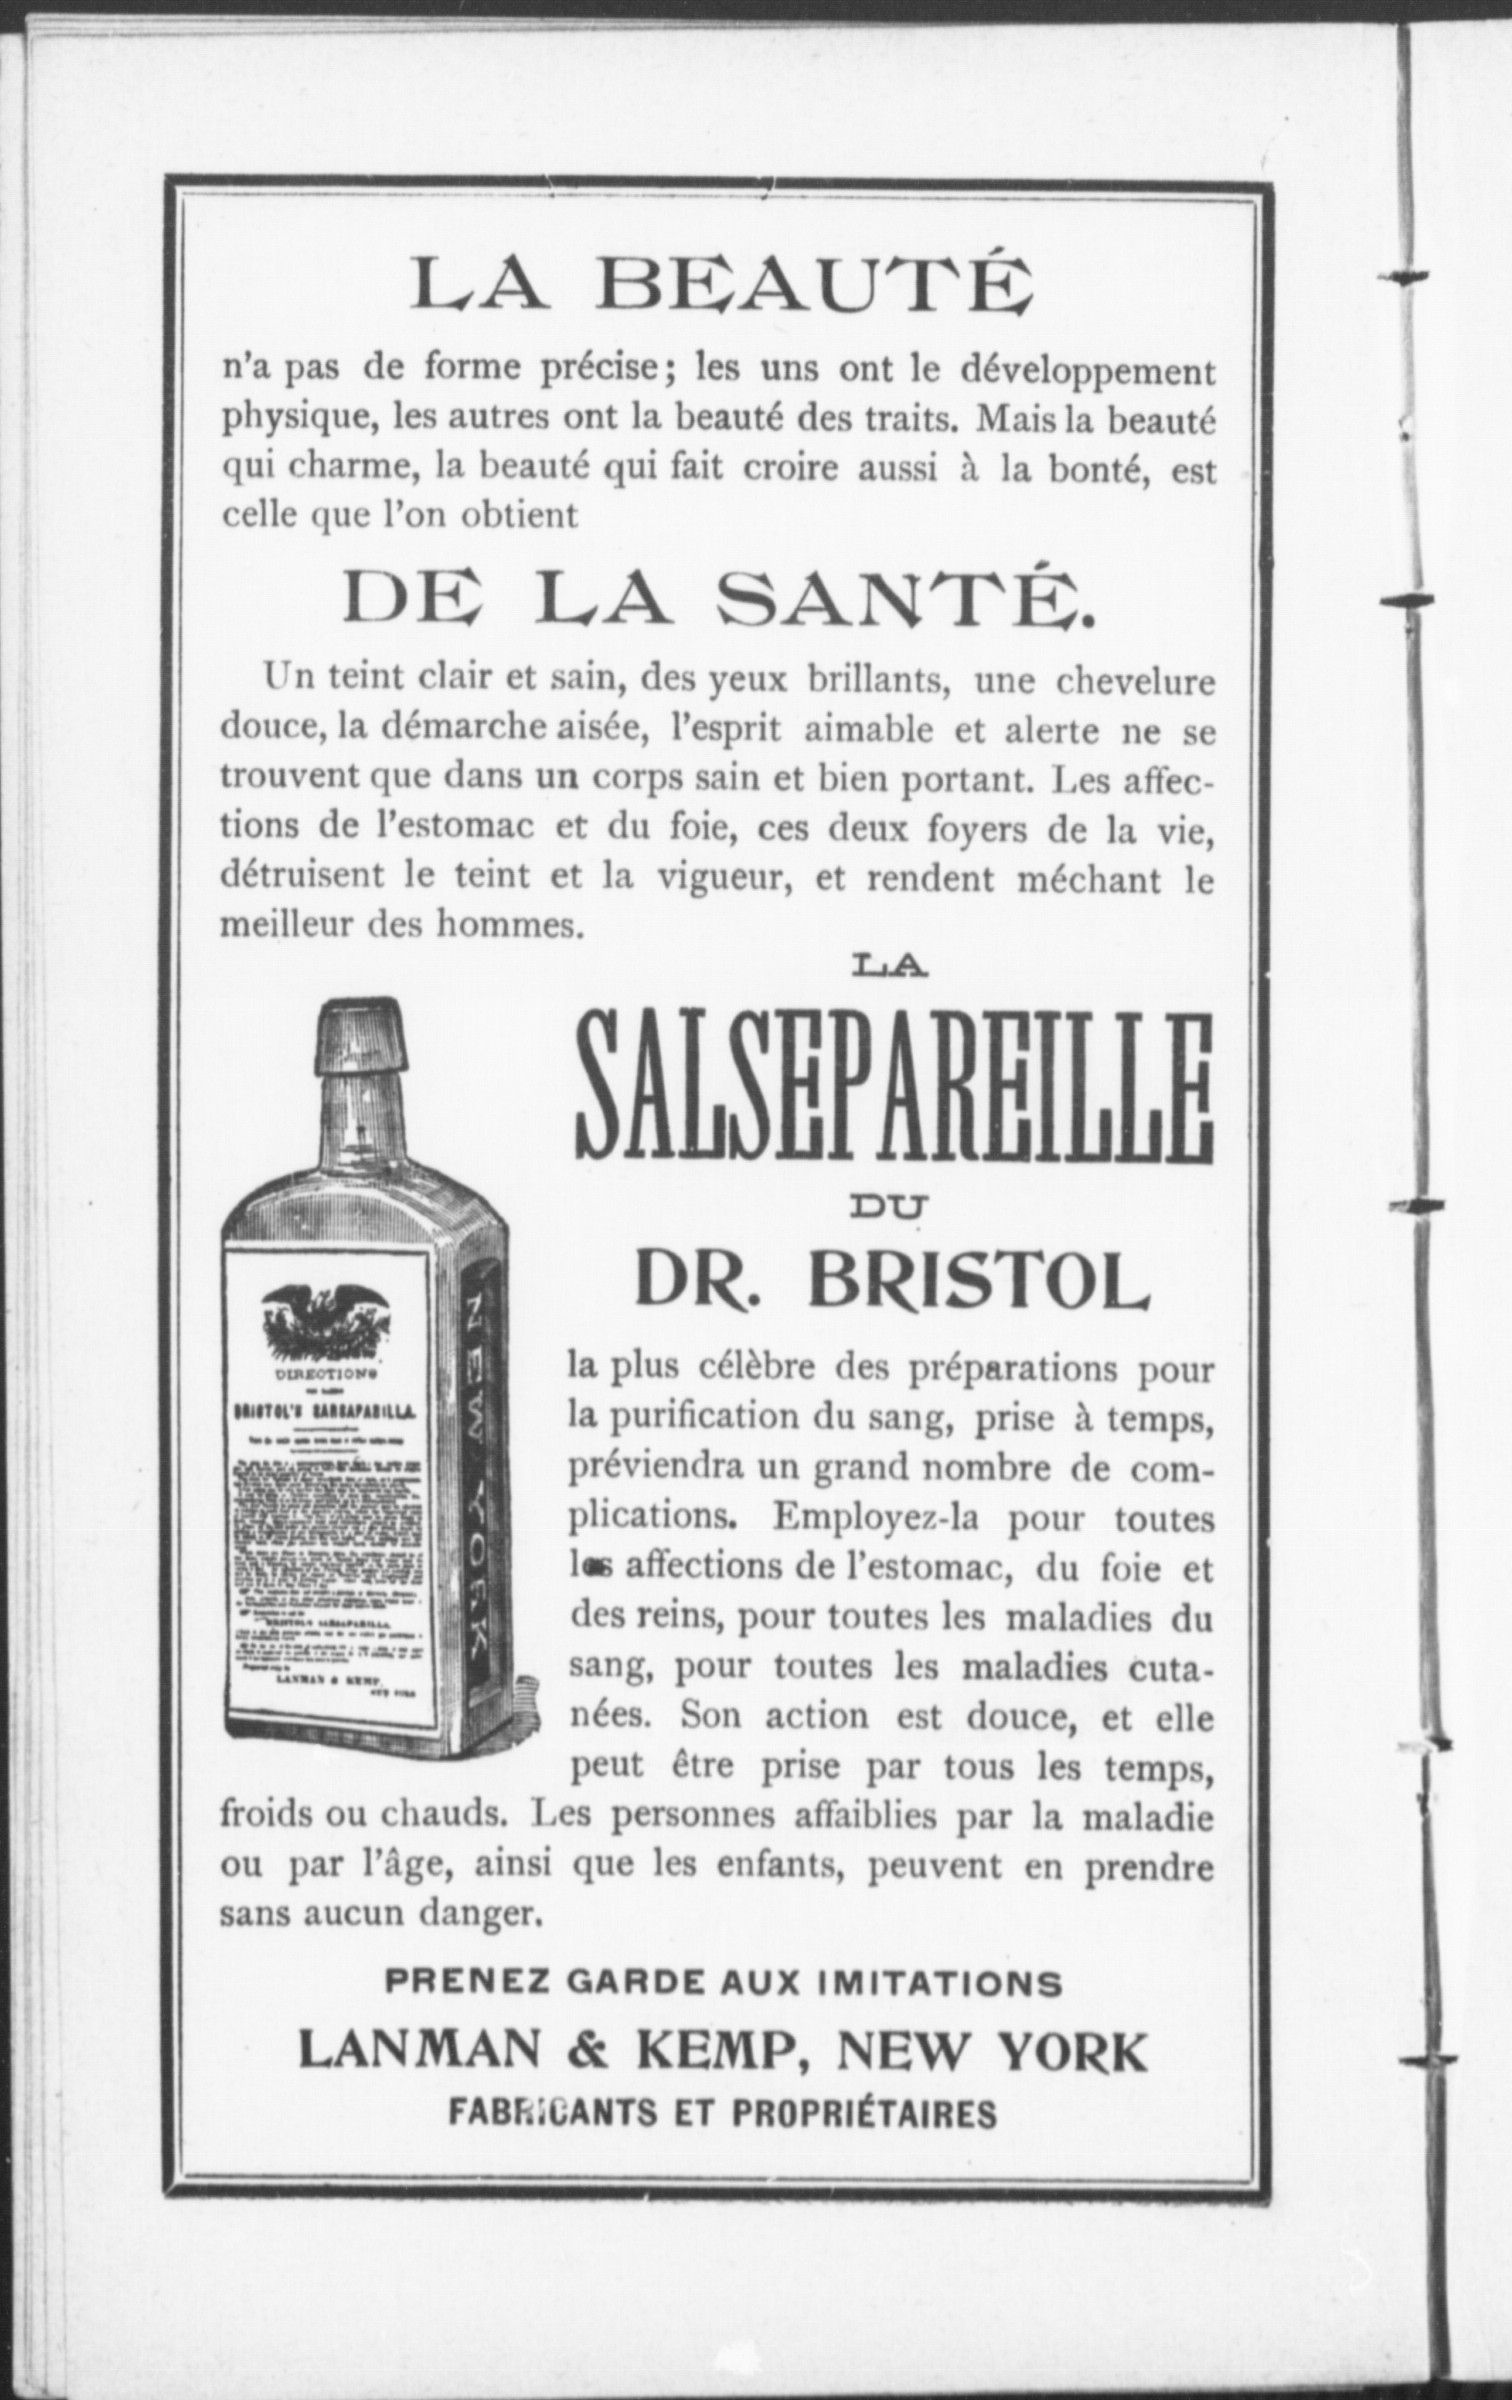 LA BEAUTÉ
n'a pas de forme précise; les uns ont le développement
physique, les autres ont la beauté des traits. Mais la beauté
qui charme, la beauté qui fait croire aussi à la bonté, est
celle que l'on obtient
DE LA SANTÉ.
Un teint clair et sain, des yeux brillants, une chevelure
douce, la démarche aisée, l'esprit aimable et alerte ne se
trouvent que dans un corps sain et bien portant. Les affec-
tions de l'estomac et du foie, ces deux foyers de la vie,
détruisent le teint et la vigueur, et rendent méchant le
meilleur des hommes.
LA
SALSEPAREILLE
DU
DR. BRISTOL
la plus célèbre des préparations pour
la purification du sang, prise à temps,
préviendra un grand nombre de com-
plications. Employez-la pour toutes
les affections de l'estomac, du foie et
des reins, pour toutes les maladies du
sang, pour toutes les maladies cuta-
nées. Son action est douce, et elle
peut être prise par tous les temps,
froids ou chauds. Les personnes affaiblies par la maladie
ou par l'âge, ainsi que les enfants, peuvent en prendre
sans aucun danger.
DIRECTIONS
BRISTOL'S SARSAPARILLA.
BRISTOL'S SARSAPARILLA.
LANMAN & KEMP,
NEW YORK
NEW YORK
PRENEZ GARDE AUX IMITATIONS
LANMAN & KEMP, NEW YORK
FABRICANTS ET PROPRIÉTAIRES